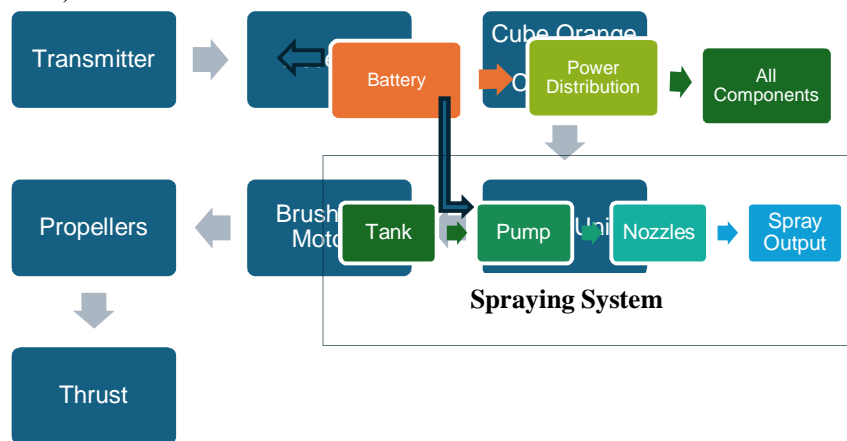 Transmitter
Cube Orange
Battery
Power
Distribution
All
Components
Propellers
Tank
Pump
Nozzles
Spray
Output
Spraying System
Thrust